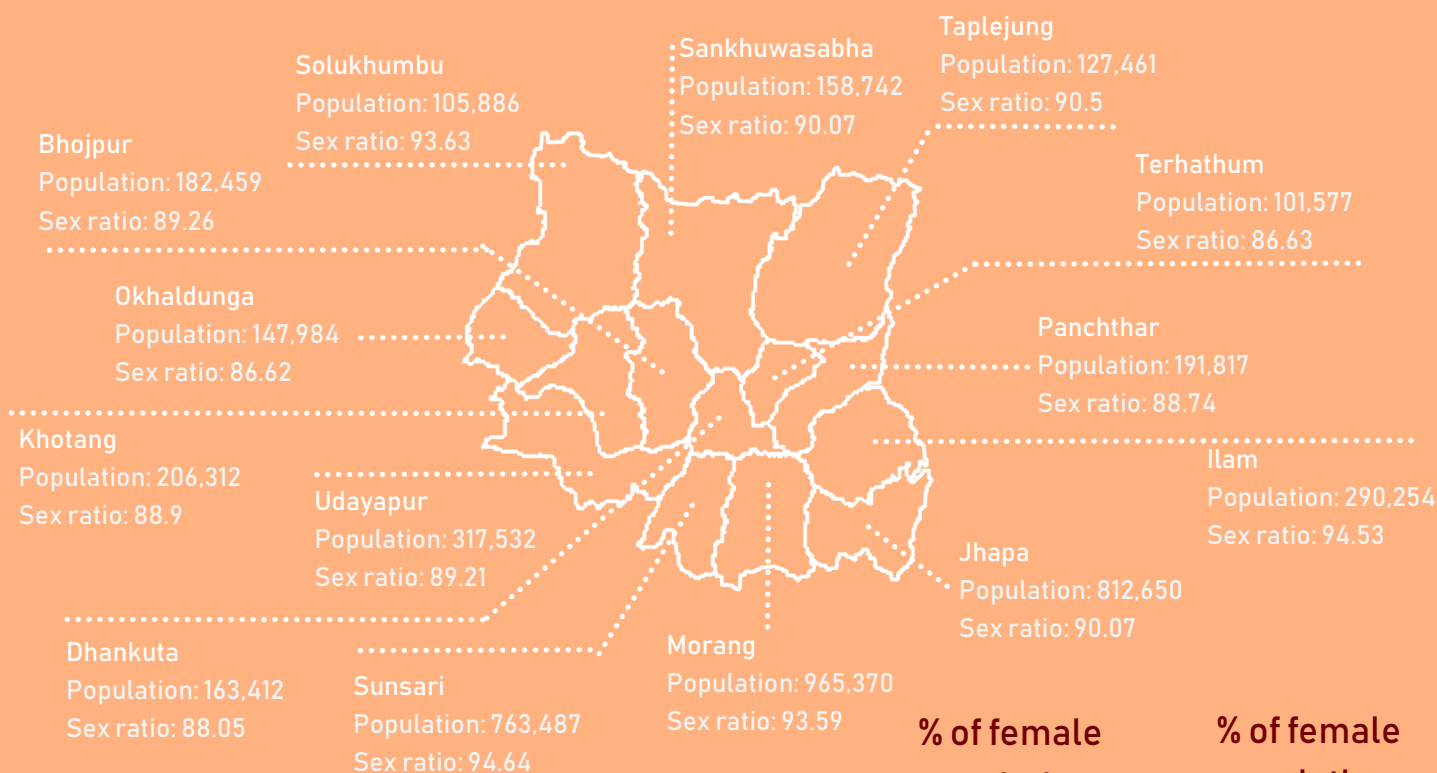 Taplejung
Population: 127,461
Sex ratio: 90.5
Sankhuwasabha
Population: 158,742
Sex ratio: 90.07
Solukhumbu
Population: 105,886
Sex ratio: 93.63
Bhojpur
Population: 182,459
Sex ratio: 89.26
Terhathum
Population: 101,577
Sex ratio: 86.63
Okhaldunga
Population: 147,984
Sex ratio: 86.62
Panchthar
Population: 191,817
Sex ratio: 88.74
Khotang
Population: 206,312
Sex ratio: 88.9
Udayapur
Population: 317,532
Sex ratio: 89.21
Ilam
Population: 290,254
Sex ratio: 94.53
Jhapa
Population: 812,650
Sex ratio: 90.07
Dhankuta
Population: 163,412
Sex ratio: 88.05
Sunsari
Population: 763,487
Sex ratio: 94.64
Morang
Population: 965,370
Sex ratio: 93.59
% of female
% of female